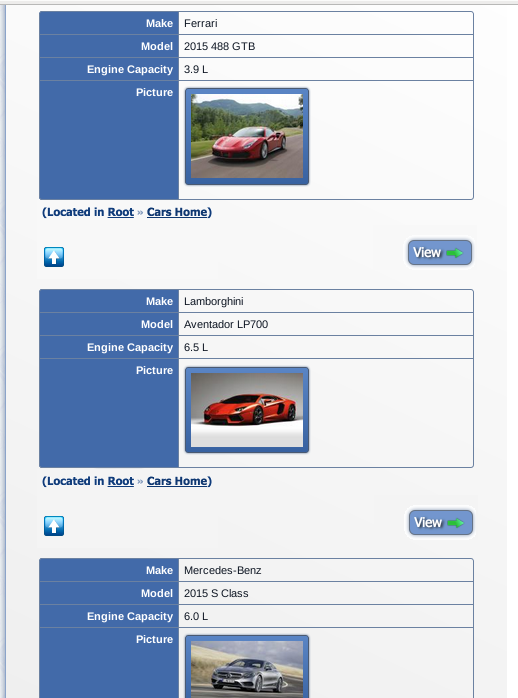 Make Ferrari
Model 2015 488 GTB
Engine Capacity 3.9 L
Picture
(Located in Root » Cars Home)
View
Make Lamborghini
Model Aventador LP700
Engine Capacity 6.5 L
Picture
(Located in Root » Cars Home)
View
Make Mercedes-Benz
Model 2015 S Class
Engine Capacity 6.0 L
Picture